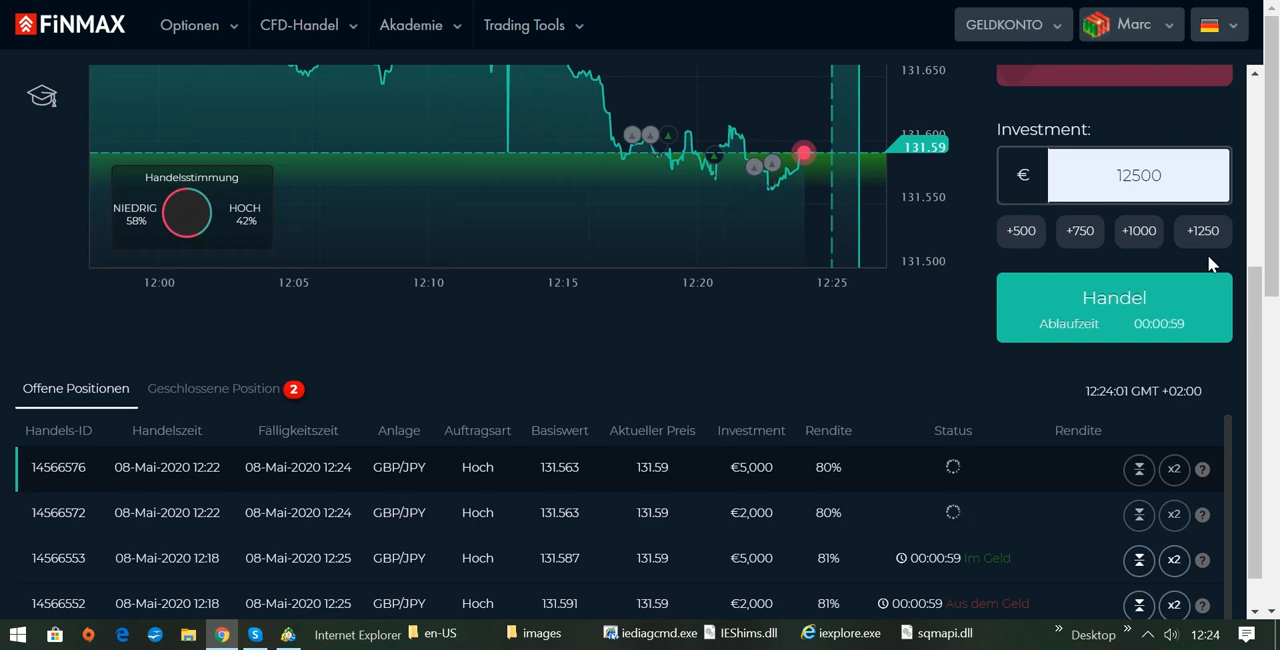 FiNMAX Optionen CFD-Handel Akademie Trading Tools GELDKONTO Marc
131.650
131.600
131.59
131.550
131.500
Handelsstimmung
NIEDRIG HOCH
58% 42%
12:00 12:05 12:10 12:15 12:20 12:25
Investment:
€ 12500
+500 +750 +1000 +1250
Handel
Ablaufzeit 00:00:59
Offene Positionen Geschlossene Position 2 12:24:01 GMT +02:00
Handels-ID Handelszeit Fälligkeitszeit Anlage Auftragsart Basiswert Aktueller Preis Investment Rendite Status Rendite
14566576 08-Mai-2020 12:22 08-Mai-2020 12:24 GBP/JPY Hoch 131.563 131.59 €5,000 80% x2 ?
14566572 08-Mai-2020 12:22 08-Mai-2020 12:24 GBP/JPY Hoch 131.563 131.59 €2,000 80% x2 ?
14566553 08-Mai-2020 12:18 08-Mai-2020 12:25 GBP/JPY Hoch 131.587 131.59 €5,000 81% 00:00:59 Im Geld x2 ?
14566552 08-Mai-2020 12:18 08-Mai-2020 12:25 GBP/JPY Hoch 131.591 131.59 €2,000 81% 00:00:59 Aus dem Geld x2 ?
Internet Explorer en-US images iediagcmd.exe IEShims.dll iexplore.exe sqmapi.dll » Desktop » 12:24